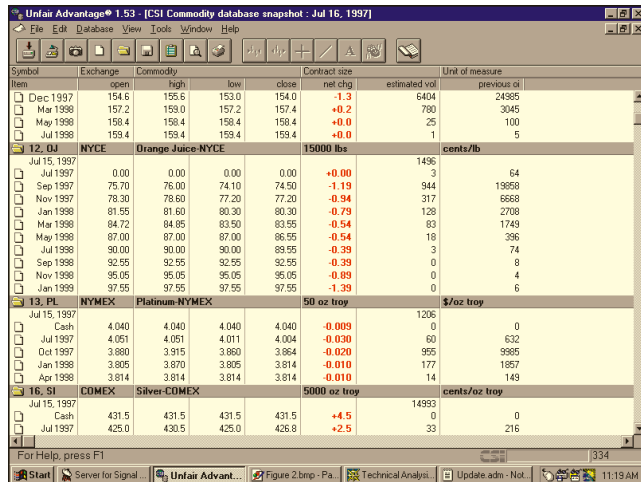 Unfair Advantage® 1.53 - [CSI Commodity database snapshot : Jul 16, 1997]
File Edit Database View Tools Window Help
Symbol Exchange Commodity Contract size Unit of measure
Item open high low close net chg estimated vol previous oi
Dec 1997 154.6 155.6 153.0 154.0 -1.3 6404 24985
Mar 1998 157.2 159.0 157.2 157.4 +0.2 780 3045
May 1998 158.4 158.4 158.4 158.4 +0.0 25 100
Jul 1998 159.4 159.4 159.4 159.4 +0.0 1 5
12, OJ NYCE Orange Juice-NYCE 15000 lbs cents/lb
Jul 15, 1997 1496
Jul 1997 0.00 0.00 0.00 0.00 +0.00 3 64
Sep 1997 75.70 76.00 74.10 74.50 -1.19 944 19858
Nov 1997 78.30 78.60 77.20 77.20 -0.94 317 6668
Jan 1998 81.55 81.60 80.30 80.30 -0.79 128 2708
Mar 1998 84.72 84.85 83.50 83.55 -0.54 83 1749
May 1998 87.00 87.00 87.00 86.55 -0.54 18 396
Jul 1998 90.00 90.00 90.00 89.55 -0.39 3 74
Sep 1998 92.55 92.55 92.55 92.55 -0.39 0 8
Nov 1998 95.05 95.05 95.05 95.05 -0.89 0 4
Jan 1999 97.55 97.55 97.55 97.55 -1.39 0 6
13, PL NYMEX Platinum-NYMEX 50 oz troy $/oz troy
Jul 15, 1997 1206
Cash 4.040 4.040 4.040 4.040 -0.009 0 0
Jul 1997 4.051 4.051 4.011 4.004 -0.030 60 632
Oct 1997 3.880 3.915 3.860 3.864 -0.020 955 9985
Jan 1998 3.805 3.870 3.805 3.814 -0.010 177 1857
Apr 1998 3.814 3.814 3.814 3.814 -0.010 14 149
16, SI COMEX Silver-COMEX 5000 oz troy cents/oz troy
Jul 15, 1997 14993
Cash 431.5 431.5 431.5 431.5 +4.5 0 0
Jul 1997 425.0 430.5 425.0 426.8 +2.5 33 216
For Help, press F1 CSI 334
Start Server for Signal... Unfair Advant... Figure 2.bmp - Pa... Technical Analysi... Update.adm - Not... 11:19 AM